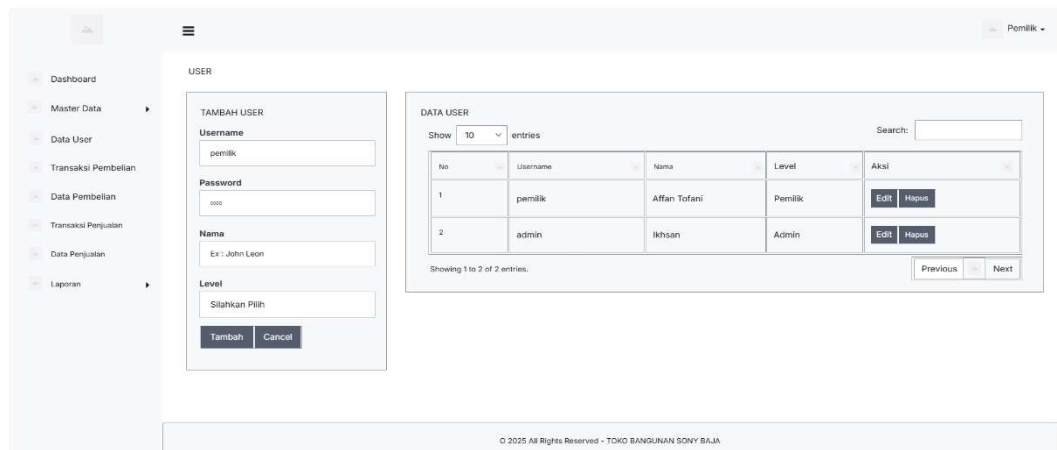 Pemilik
Dashboard
Master Data
Data User
Transaksi Pembelian
Data Pembelian
Transaksi Penjualan
Data Penjualan
Laporan
USER
TAMBAH USER
Username
pemilik
Password
Nama
Ex : John Leon
Level
Silahkan Pilih
Tambah Cancel
DATA USER
Show 10 entries
Search:
No Username Nama Level Aksi
1 pemilik Affan Tofani Pemilik Edit Hapus
2 admin Ikhsan Admin Edit Hapus
Showing 1 to 2 of 2 entries.
Previous Next
© 2025 All Rights Reserved - TOKO BANGUNAN SONY BAJA